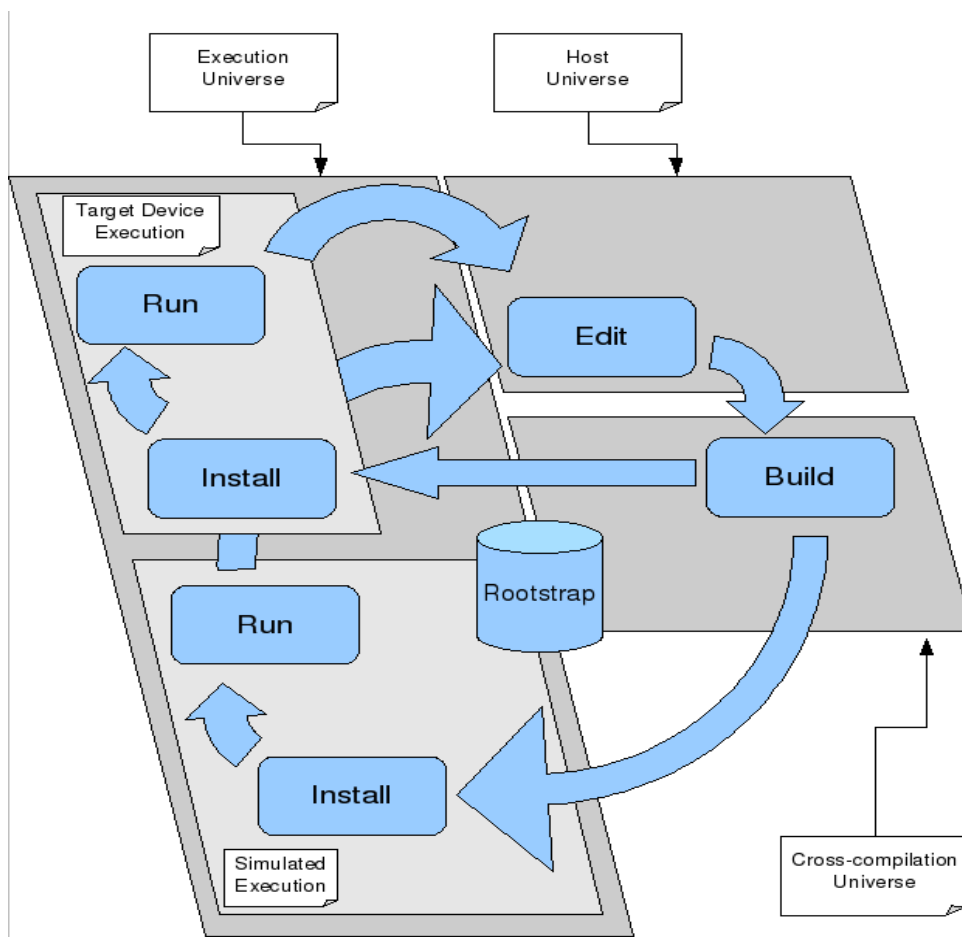 Execution
Universe
Host
Universe
Target Device
Execution
Run
Edit
Install
Build
Rootstrap
Run
Install
Simulated
Execution
Cross-compilation
Universe